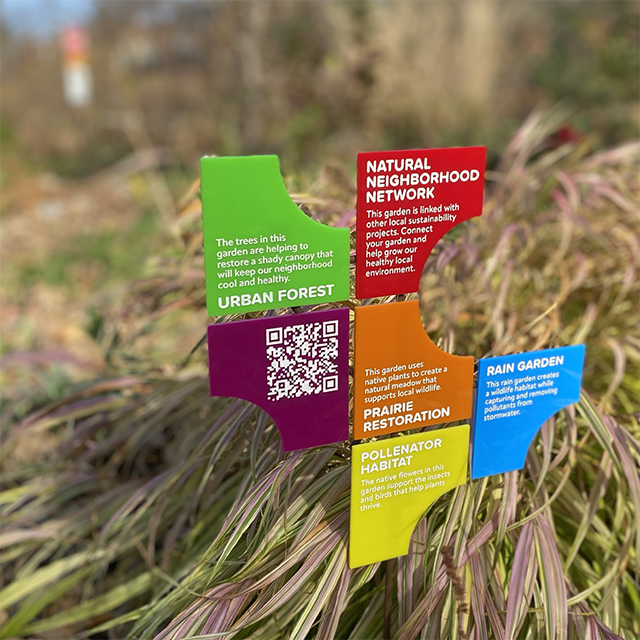 The trees in this
garden are helping to
restore a shady canopy that
will keep our neighborhood
cool and healthy.
URBAN FOREST
NATURAL
NEIGHBORHOOD
NETWORK
This garden is linked with
other local sustainability
projects. Connect
your garden and
help grow our
healthy local
environment.
This garden uses
native plants to create a
natural meadow that
supports local wildlife.
PRAIRIE
RESTORATION
RAIN GARDEN
This rain garden creates
a wildlife habitat while
capturing and removing
pollutants from
stormwater.
POLLENATOR
HABITAT
The native flowers in this
garden support the insects
and birds that help plants
thrive.